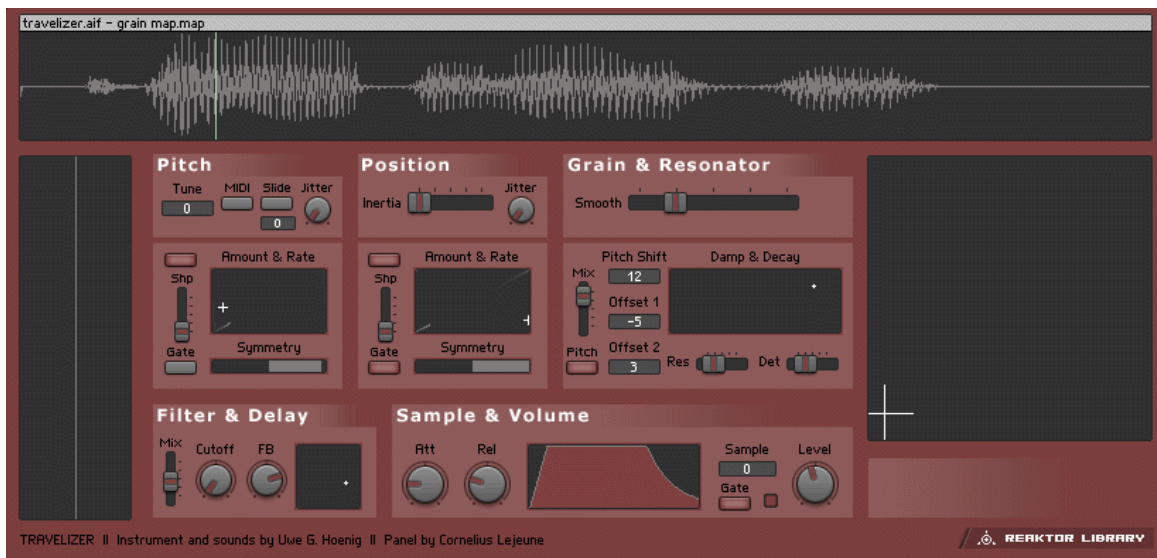 travelizer.aif - grain map.map
Pitch
Position
Grain & Resonator
Tune MIDI Slide Jitter
0
0
Inertia
Jitter
Smooth
Amount & Rate
Shp
Gate
Symmetry
Amount & Rate
Shp
Gate
Symmetry
Pitch Shift
Damp & Decay
Mix
12
Offset 1
-5
Pitch
Offset 2
3
Res
Det
Filter & Delay
Sample & Volume
Mix
Cutoff
FB
Att
Rel
Sample
0
Gate
Level
TRAVELIZER II Instrument and sounds by Uwe G. Hoenig II Panel by Cornelius Lejeune
REAKTOR LIBRARY